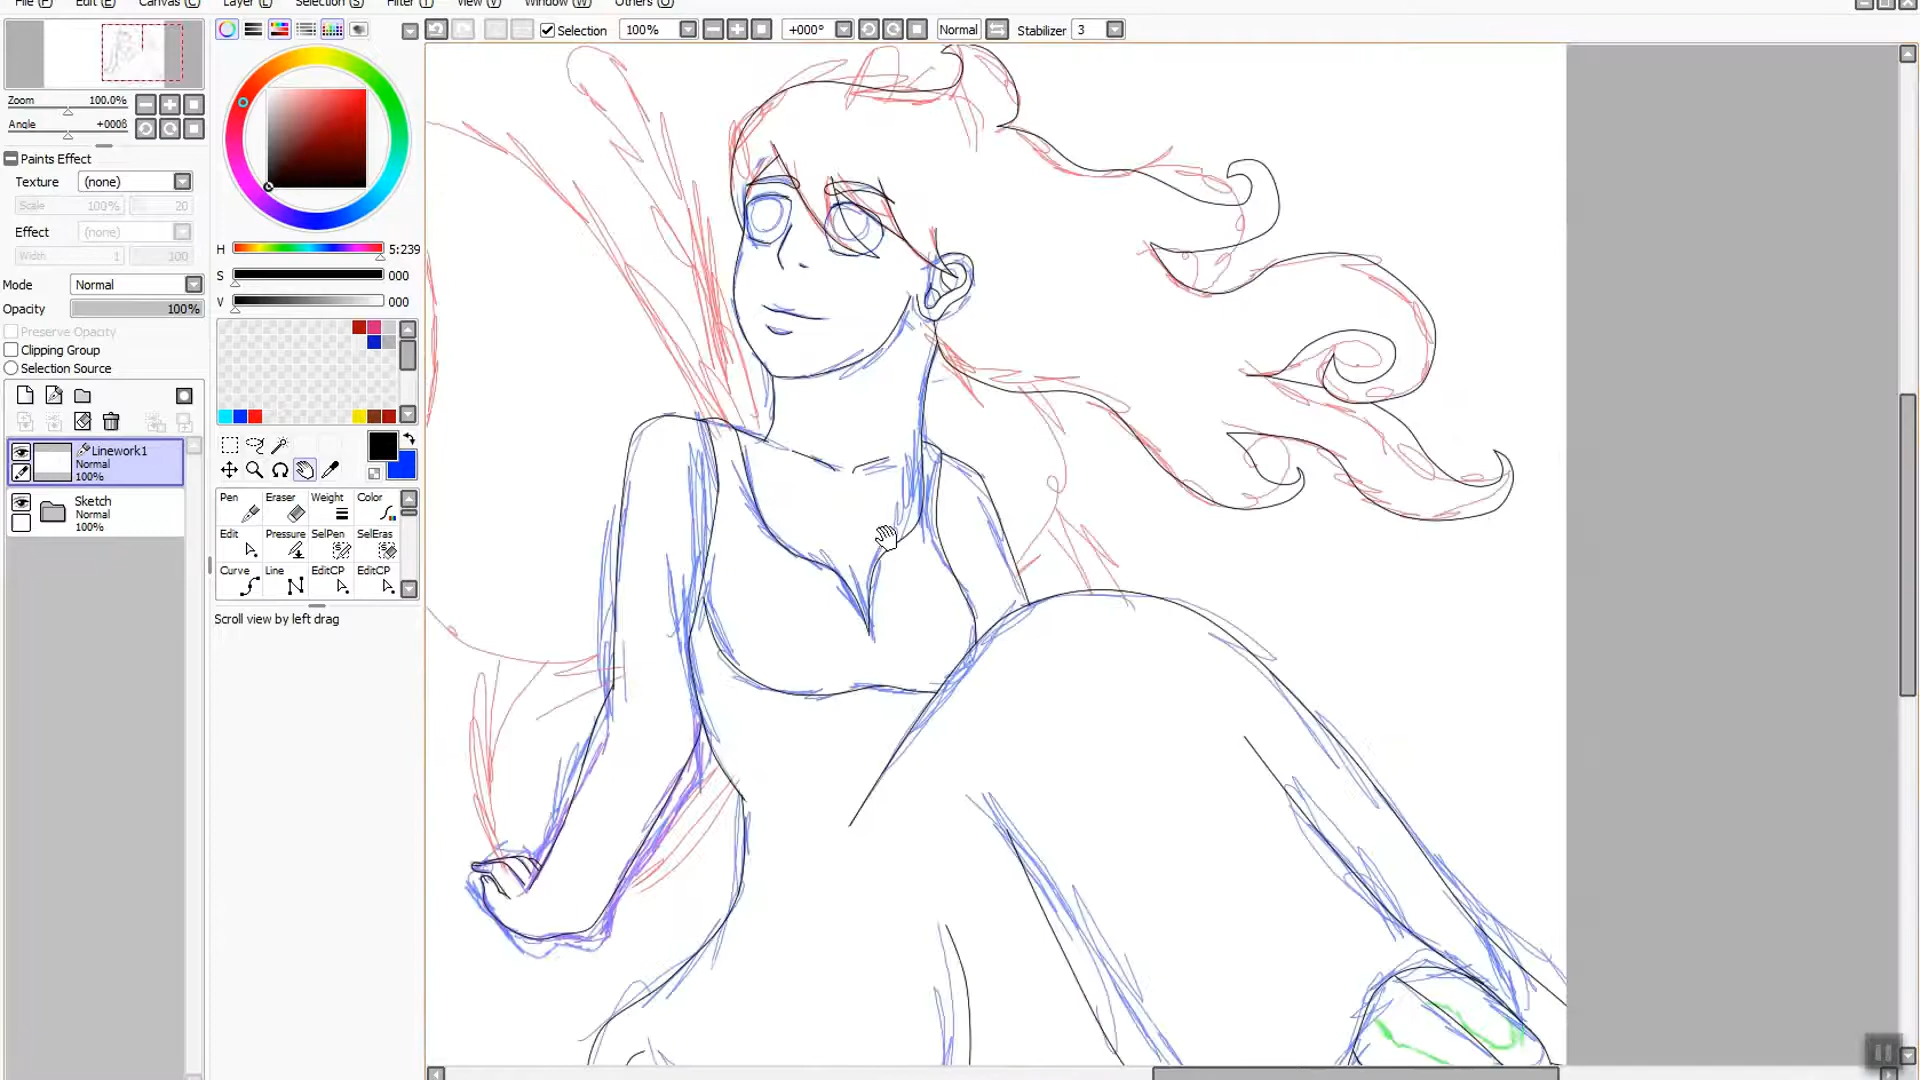 File (F) Edit (E) Canvas (C) Layer (L) Selection (S) Filter (T) View (V) Window (W) Others (O)
Selection 100% +000° Normal Stabilizer 3
Zoom 100.0%
Angle +000ß
Paints Effect
Texture (none)
Scale 100% 20
Effect (none)
Width 1 100
Mode Normal
Opacity 100%
Preserve Opacity
Clipping Group
Selection Source
Linework1
Normal
100%
Sketch
Normal
100%
H 5:239
S 000
V 000
Pen Eraser Weight Color
Edit Pressure SelPen SelEras
Curve Line EditCP EditCP
Scroll view by left drag